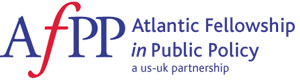 AfPP Atlantic Fellowship
in Public Policy
a us-uk partnership